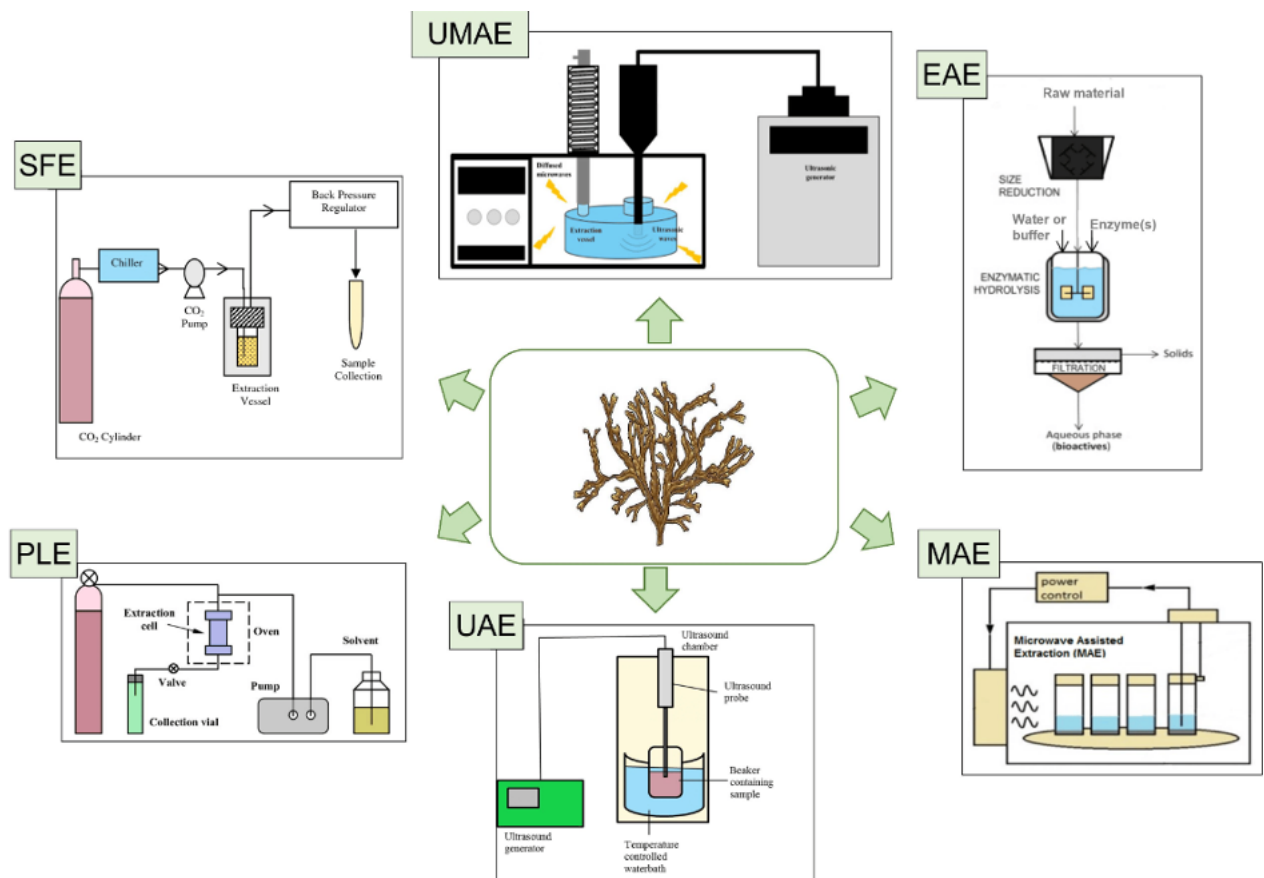 UMAE
Diffused
microwaves
Extraction
vessel
Ultrasonic
waves
Ultrasonic
generator
EAE
Raw material
SIZE
REDUCTION
Water or
buffer
Enzyme(s)
ENZYMATIC
HYDROLYSIS
Solids
FILTRATION
Aqueous phase
(bioactives)
SFE
Back Pressure
Regulator
Chiller
CO₂
Pump
Extraction
Vessel
Sample
Collection
CO₂ Cylinder
PLE
Extraction
cell
Oven
Solvent
Valve
Pump
Collection vial
UAE
Ultrasound
chamber
Ultrasound
probe
Beaker
containing
sample
Ultrasound
generator
Temperature
controlled
waterbath
MAE
power
control
Microwave Assisted
Extraction (MAE)